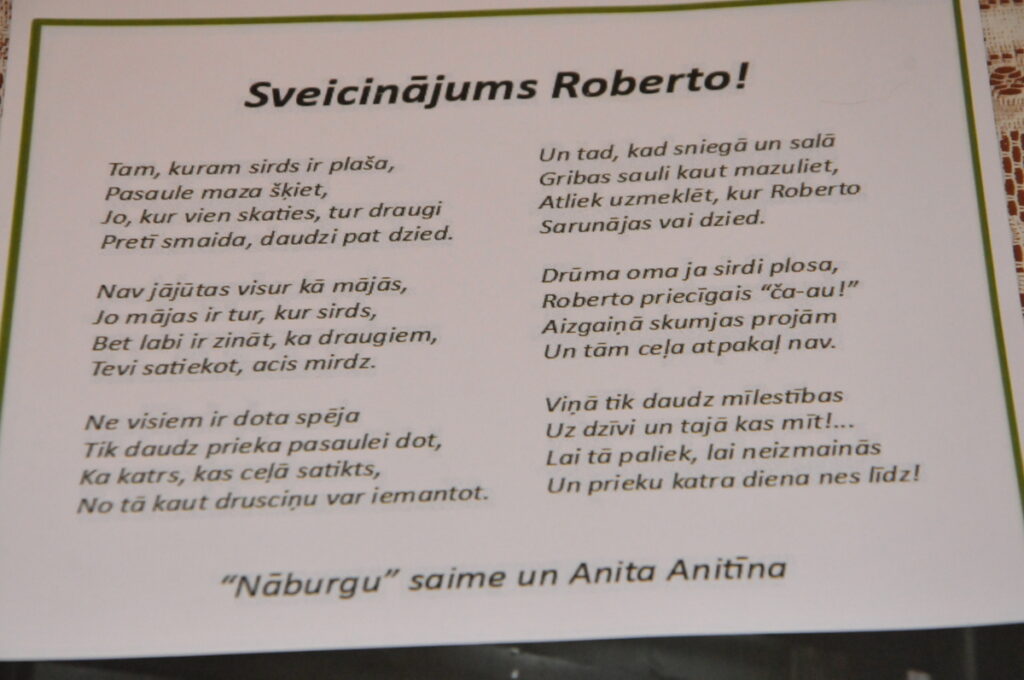 Sveicinājums Roberto!
Tam, kuram sirds ir plaša,
Pasaule maza šķiet,
Jo, kur vien skaties, tur draugi
Pretī smaida, daudzi pat dzied.
Nav jājūtas visur kā mājās,
Jo mājas ir tur, kur sirds,
Bet labi ir zināt, ka draugiem,
Tevi satiekot, acis mirdz.
Ne visiem ir dota spēja
Tik daudz prieka pasaulei dot,
Ka katrs, kas ceļā satikts,
No tā kaut drusciņu var iemantot.
Un tad, kad sniegā un salā
Gribas sauli kaut mazuliet,
Atliek uzmeklēt, kur Roberto
Sarunājas vai dzied.
Drūma oma ja sirdi plosa,
Roberto priecīgais “ča-au!”
Aizgaiņā skumjas projām
Un tām ceļa atpakaļ nav.
Viņā tik daudz mīlestības
Uz dzīvi un tajā kas mīt!...
Lai tā paliek, lai neizmainās
Un prieku katra diena nes līdz!
“Nāburgu” saime un Anita Anitīna